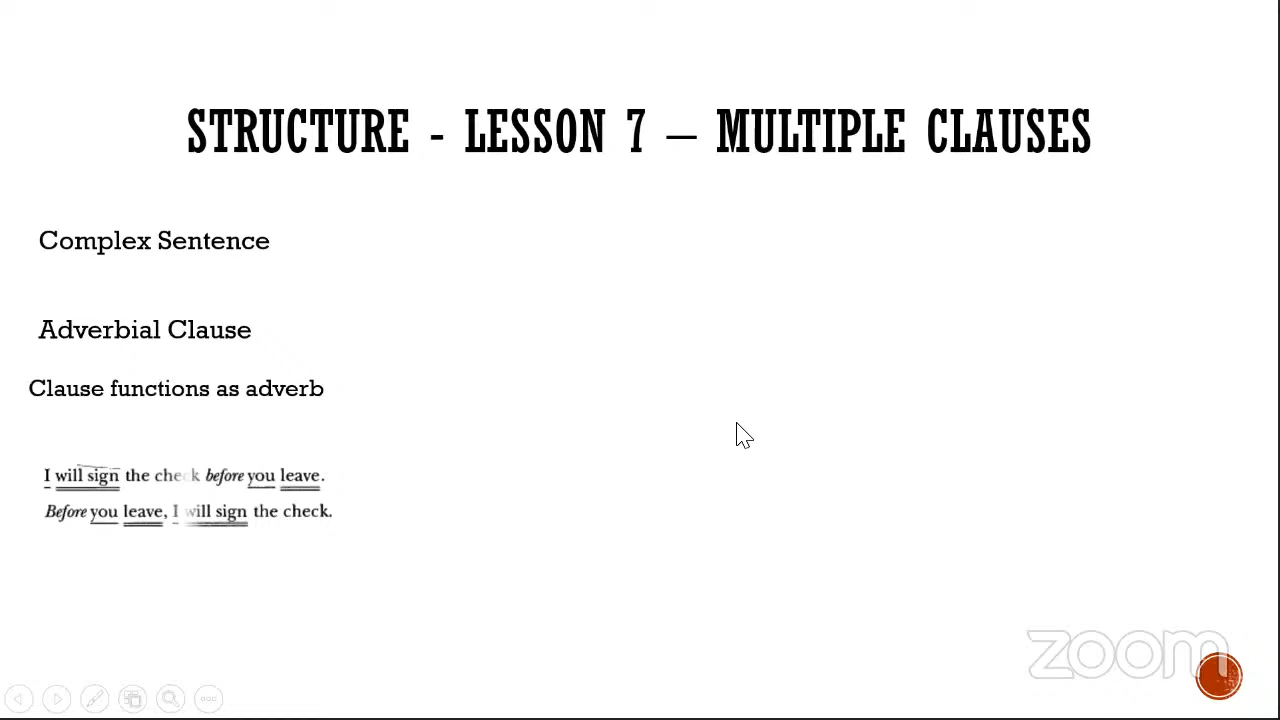 STRUCTURE - LESSON 7 – MULTIPLE CLAUSES
Complex Sentence
Adverbial Clause
Clause functions as adverb
I will sign the check before you leave.
Before you leave, I will sign the check.
zoom